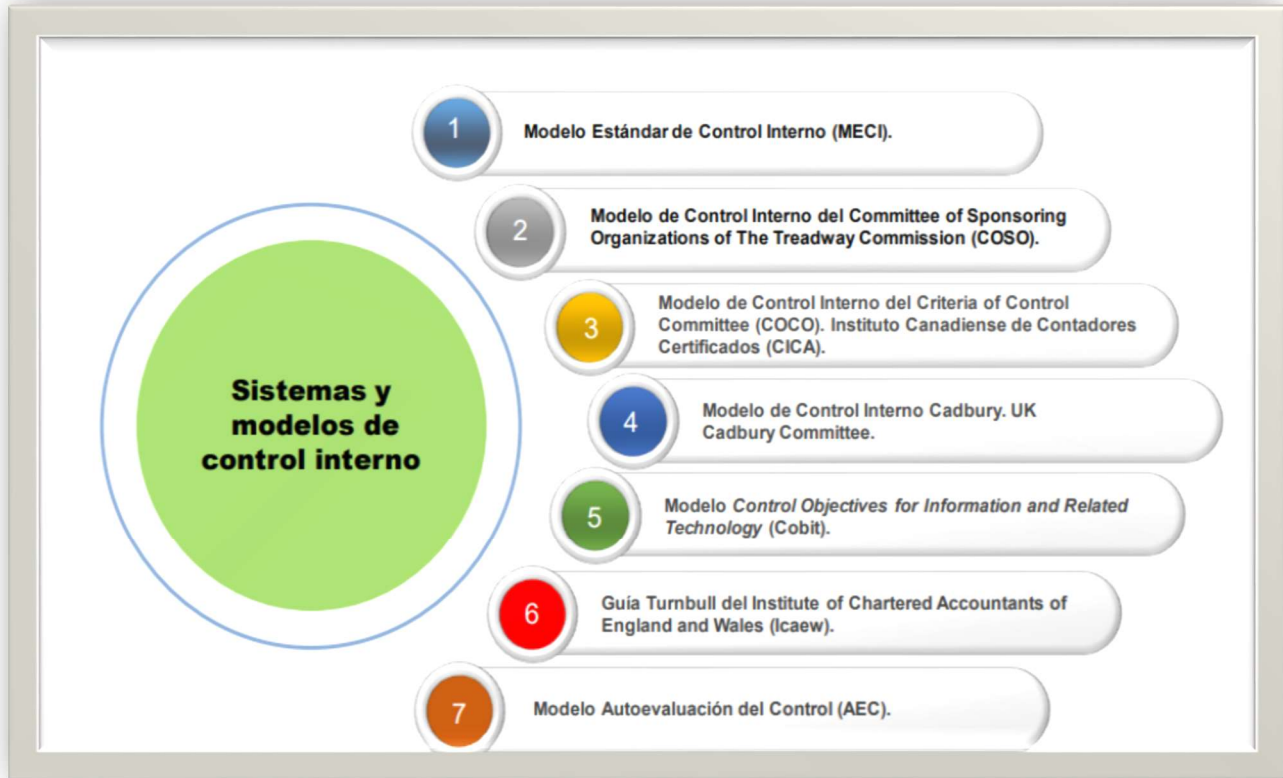 Sistemas y
modelos de
control interno
1
Modelo Estándar de Control Interno (MECI).
2
Modelo de Control Interno del Committee of Sponsoring
Organizations of The Treadway Commission (COSO).
3
Modelo de Control Interno del Criteria of Control
Committee (COCO). Instituto Canadiense de Contadores
Certificados (CICA).
4
Modelo de Control Interno Cadbury. UK
Cadbury Committee.
5
Modelo Control Objectives for Information and Related
Technology (Cobit).
6
Guía Turnbull del Institute of Chartered Accountants of
England and Wales (Icaew).
7
Modelo Autoevaluación del Control (AEC).